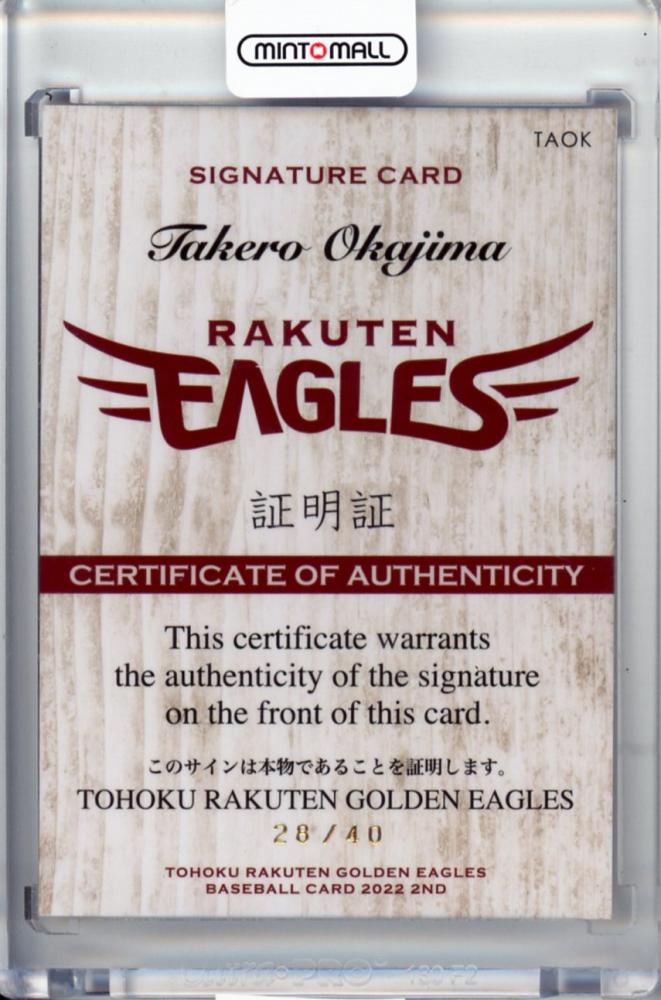 MINTOMALL
TAOK
SIGNATURE CARD
Takero Okajima
RAKUTEN
EAGLES
証明証
CERTIFICATE OF AUTHENTICITY
This certificate warrants
the authenticity of the signature
on the front of this card.
このサインは本物であることを証明します。
TOHOKU RAKUTEN GOLDEN EAGLES
28/40
TOHOKU RAKUTEN GOLDEN EAGLES
BASEBALL CARD 2022 2ND